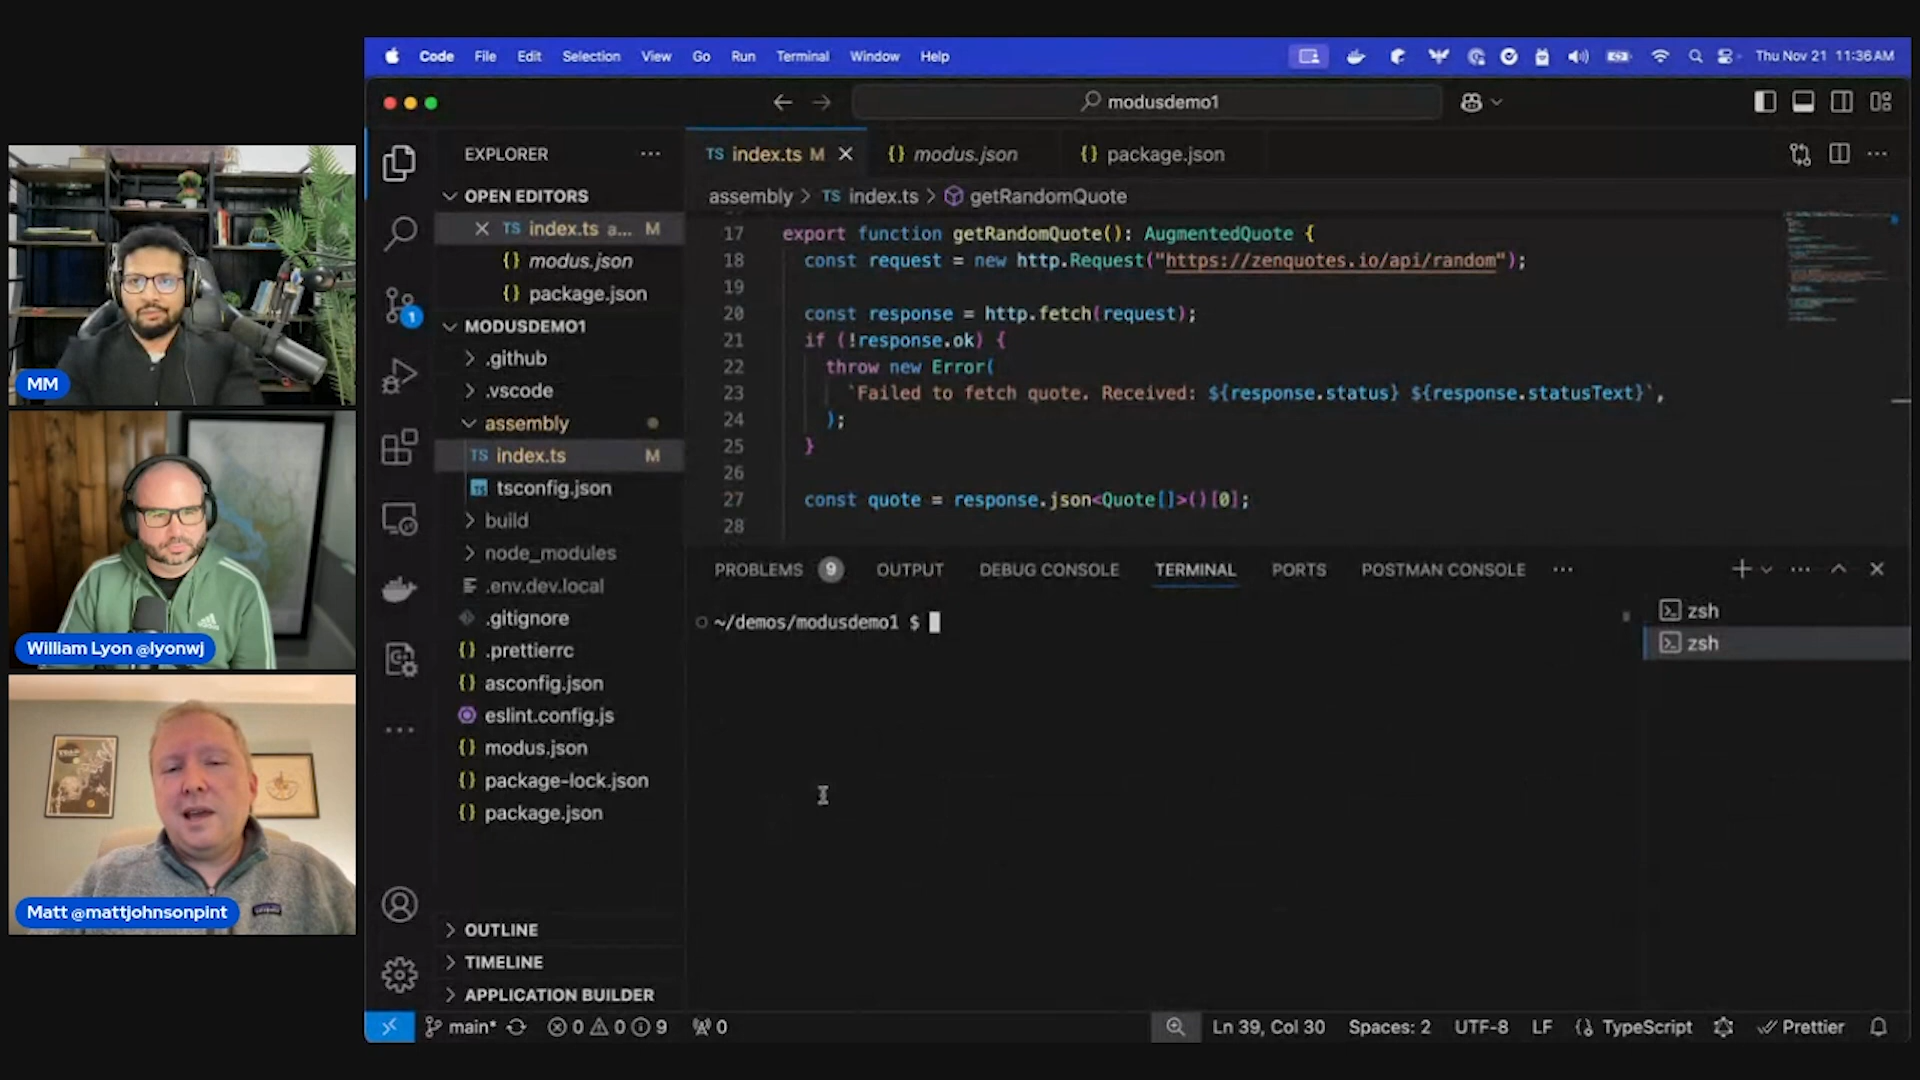 Code File Edit Selection View Go Run Terminal Window Help
Thu Nov 21 11:36 AM
modusdemo1
EXPLORER
TS index.ts M
{} modus.json
{} package.json
OPEN EDITORS
TS index.ts a... M
{} modus.json
{} package.json
MODUSDEMO1
.github
.vscode
assembly
TS index.ts M
tsconfig.json
build
node_modules
.env.dev.local
.gitignore
{} .prettierrc
{} asconfig.json
eslint.config.js
{} modus.json
{} package-lock.json
{} package.json
OUTLINE
TIMELINE
APPLICATION BUILDER
1
assembly > TS index.ts > getRandomQuote
17 export function getRandomQuote(): AugmentedQuote {
18 const request = new http.Request("https://zenquotes.io/api/random");
19
20 const response = http.fetch(request);
21 if (!response.ok) {
22 throw new Error(
23 `Failed to fetch quote. Received: ${response.status} ${response.statusText}`,
24 );
25 }
26
27 const quote = response.json<Quote[]>()[0];
28
PROBLEMS 9 OUTPUT DEBUG CONSOLE TERMINAL PORTS POSTMAN CONSOLE
~/demos/modusdemo1 $
zsh
zsh
main* 0 0 9 0
Ln 39, Col 30 Spaces: 2 UTF-8 LF {} TypeScript Prettier
MM
William Lyon @lyonwj
Matt @mattjohnsonpint